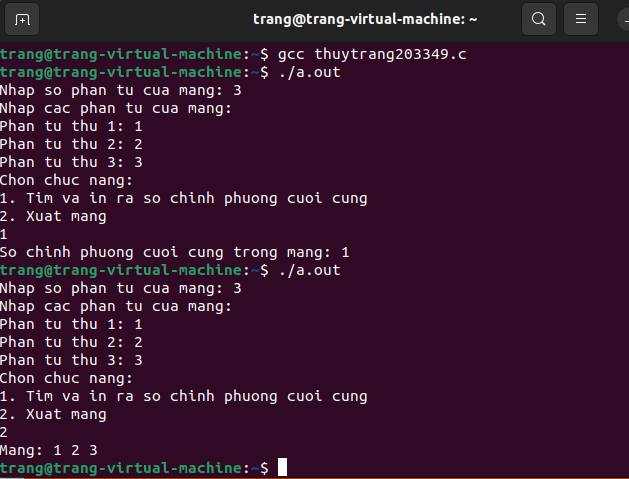 trang@trang-virtual-machine: ~
trang@trang-virtual-machine:~$ gcc thuytrang203349.c
trang@trang-virtual-machine:~$ ./a.out
Nhap so phan tu cua mang: 3
Nhap cac phan tu cua mang:
Phan tu thu 1: 1
Phan tu thu 2: 2
Phan tu thu 3: 3
Chon chuc nang:
1. Tim va in ra so chinh phuong cuoi cung
2. Xuat mang
1
So chinh phuong cuoi cung trong mang: 1
trang@trang-virtual-machine:~$ ./a.out
Nhap so phan tu cua mang: 3
Nhap cac phan tu cua mang:
Phan tu thu 1: 1
Phan tu thu 2: 2
Phan tu thu 3: 3
Chon chuc nang:
1. Tim va in ra so chinh phuong cuoi cung
2. Xuat mang
2
Mang: 1 2 3
trang@trang-virtual-machine:~$